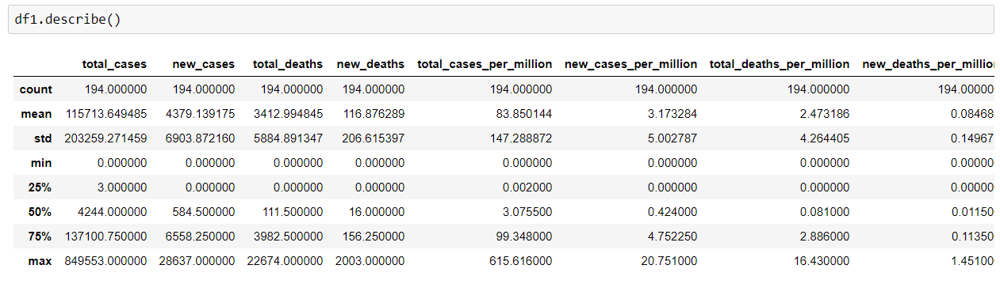 df1.describe()
total_cases new_cases total_deaths new_deaths total_cases_per_million new_cases_per_million total_deaths_per_million new_deaths_per_millio
count 194.000000 194.000000 194.000000 194.000000 194.000000 194.000000 194.000000 194.00000
mean 115713.649485 4379.139175 3412.994845 116.876289 83.850144 3.173284 2.473186 0.08468
std 203259.271459 6903.872160 5884.891347 206.615397 147.288872 5.002787 4.264405 0.14967
min 0.000000 0.000000 0.000000 0.000000 0.000000 0.000000 0.000000 0.00000
25% 3.000000 0.000000 0.000000 0.000000 0.002000 0.000000 0.000000 0.00000
50% 4244.000000 584.500000 111.500000 16.000000 3.075500 0.424000 0.081000 0.01150
75% 137100.750000 6558.250000 3982.500000 156.250000 99.348000 4.752250 2.886000 0.11350
max 849553.000000 28637.000000 22674.000000 2003.000000 615.616000 20.751000 16.430000 1.45100